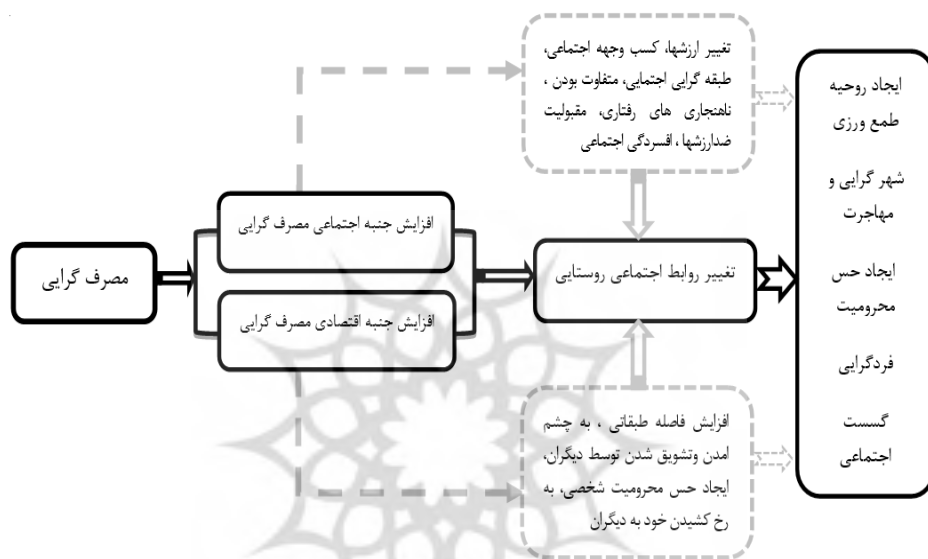 مصرف گرایی
افزایش جنبه اجتماعی مصرف گرایی
افزایش جنبه اقتصادی مصرف گرایی
تغییر ارزشها، کسب وجهه اجتماعی،
طبقه گرایی اجتمایی، متفاوت بودن ،
ناهنجاری های رفتاری، مقبولیت
ضدارزشها ، افسردگی اجتماعی
تغییر روابط اجتماعی روستایی
افزایش فاصله طبقاتی ، به چشم
امدن وتشویق شدن توسط دیگران،
ایجاد حس محرومیت شخصی، به
رخ کشیدن خود به دیگران
ایجاد روحیه
طمع ورزی
شهر گرایی و
مهاجرت
ایجاد حس
محرومیت
فردگرایی
گسست
اجتماعی